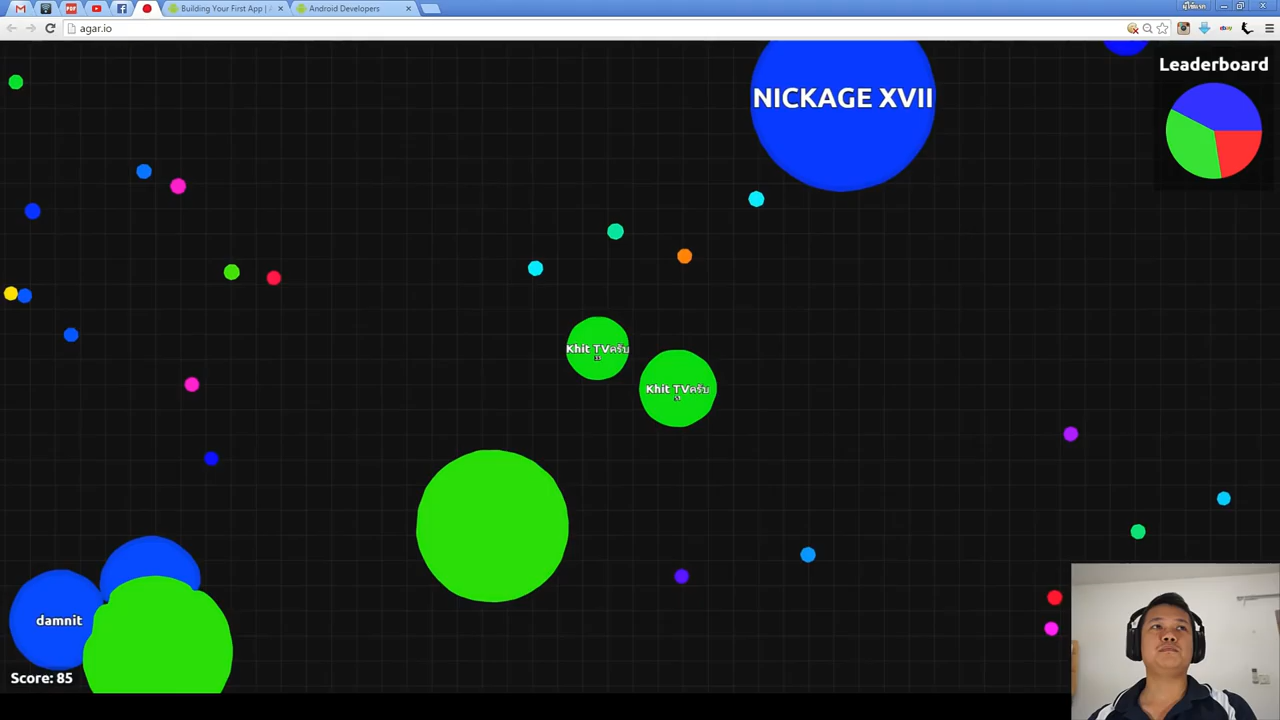 Building Your First App | A
Android Developers
agar.io
Leaderboard
NICKAGE XVII
Khit TVครับ
Khit TVครับ
damnit
Score: 85